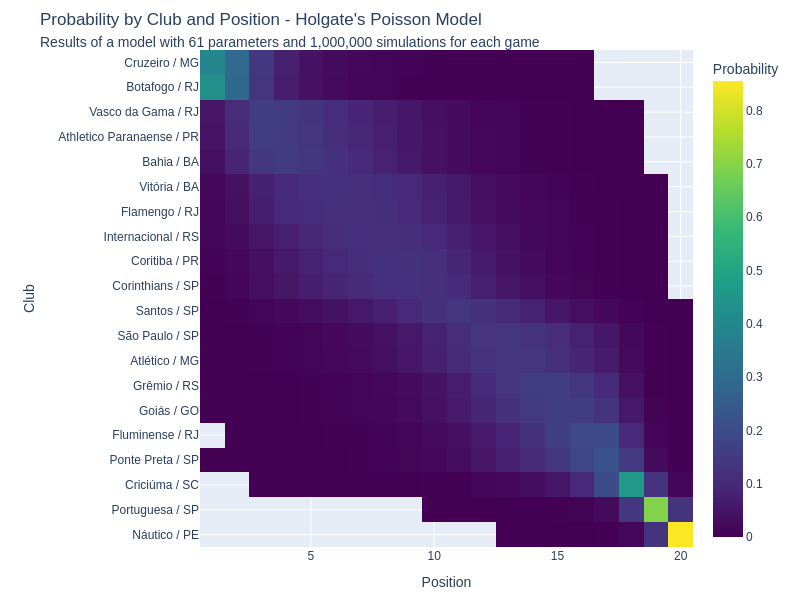 Probability by Club and Position - Holgate's Poisson Model
Results of a model with 61 parameters and 1,000,000 simulations for each game
Probability
Cruzeiro / MG
Botafogo / RJ
Vasco da Gama / RJ
Athletico Paranaense / PR
Bahia / BA
Vitória / BA
Flamengo / RJ
Internacional / RS
Coritiba / PR
Corinthians / SP
Santos / SP
São Paulo / SP
Atlético / MG
Grêmio / RS
Goiás / GO
Fluminense / RJ
Ponte Preta / SP
Criciúma / SC
Portuguesa / SP
Náutico / PE
Club
5
10
15
20
Position
0.8
0.7
0.6
0.5
0.4
0.3
0.2
0.1
0